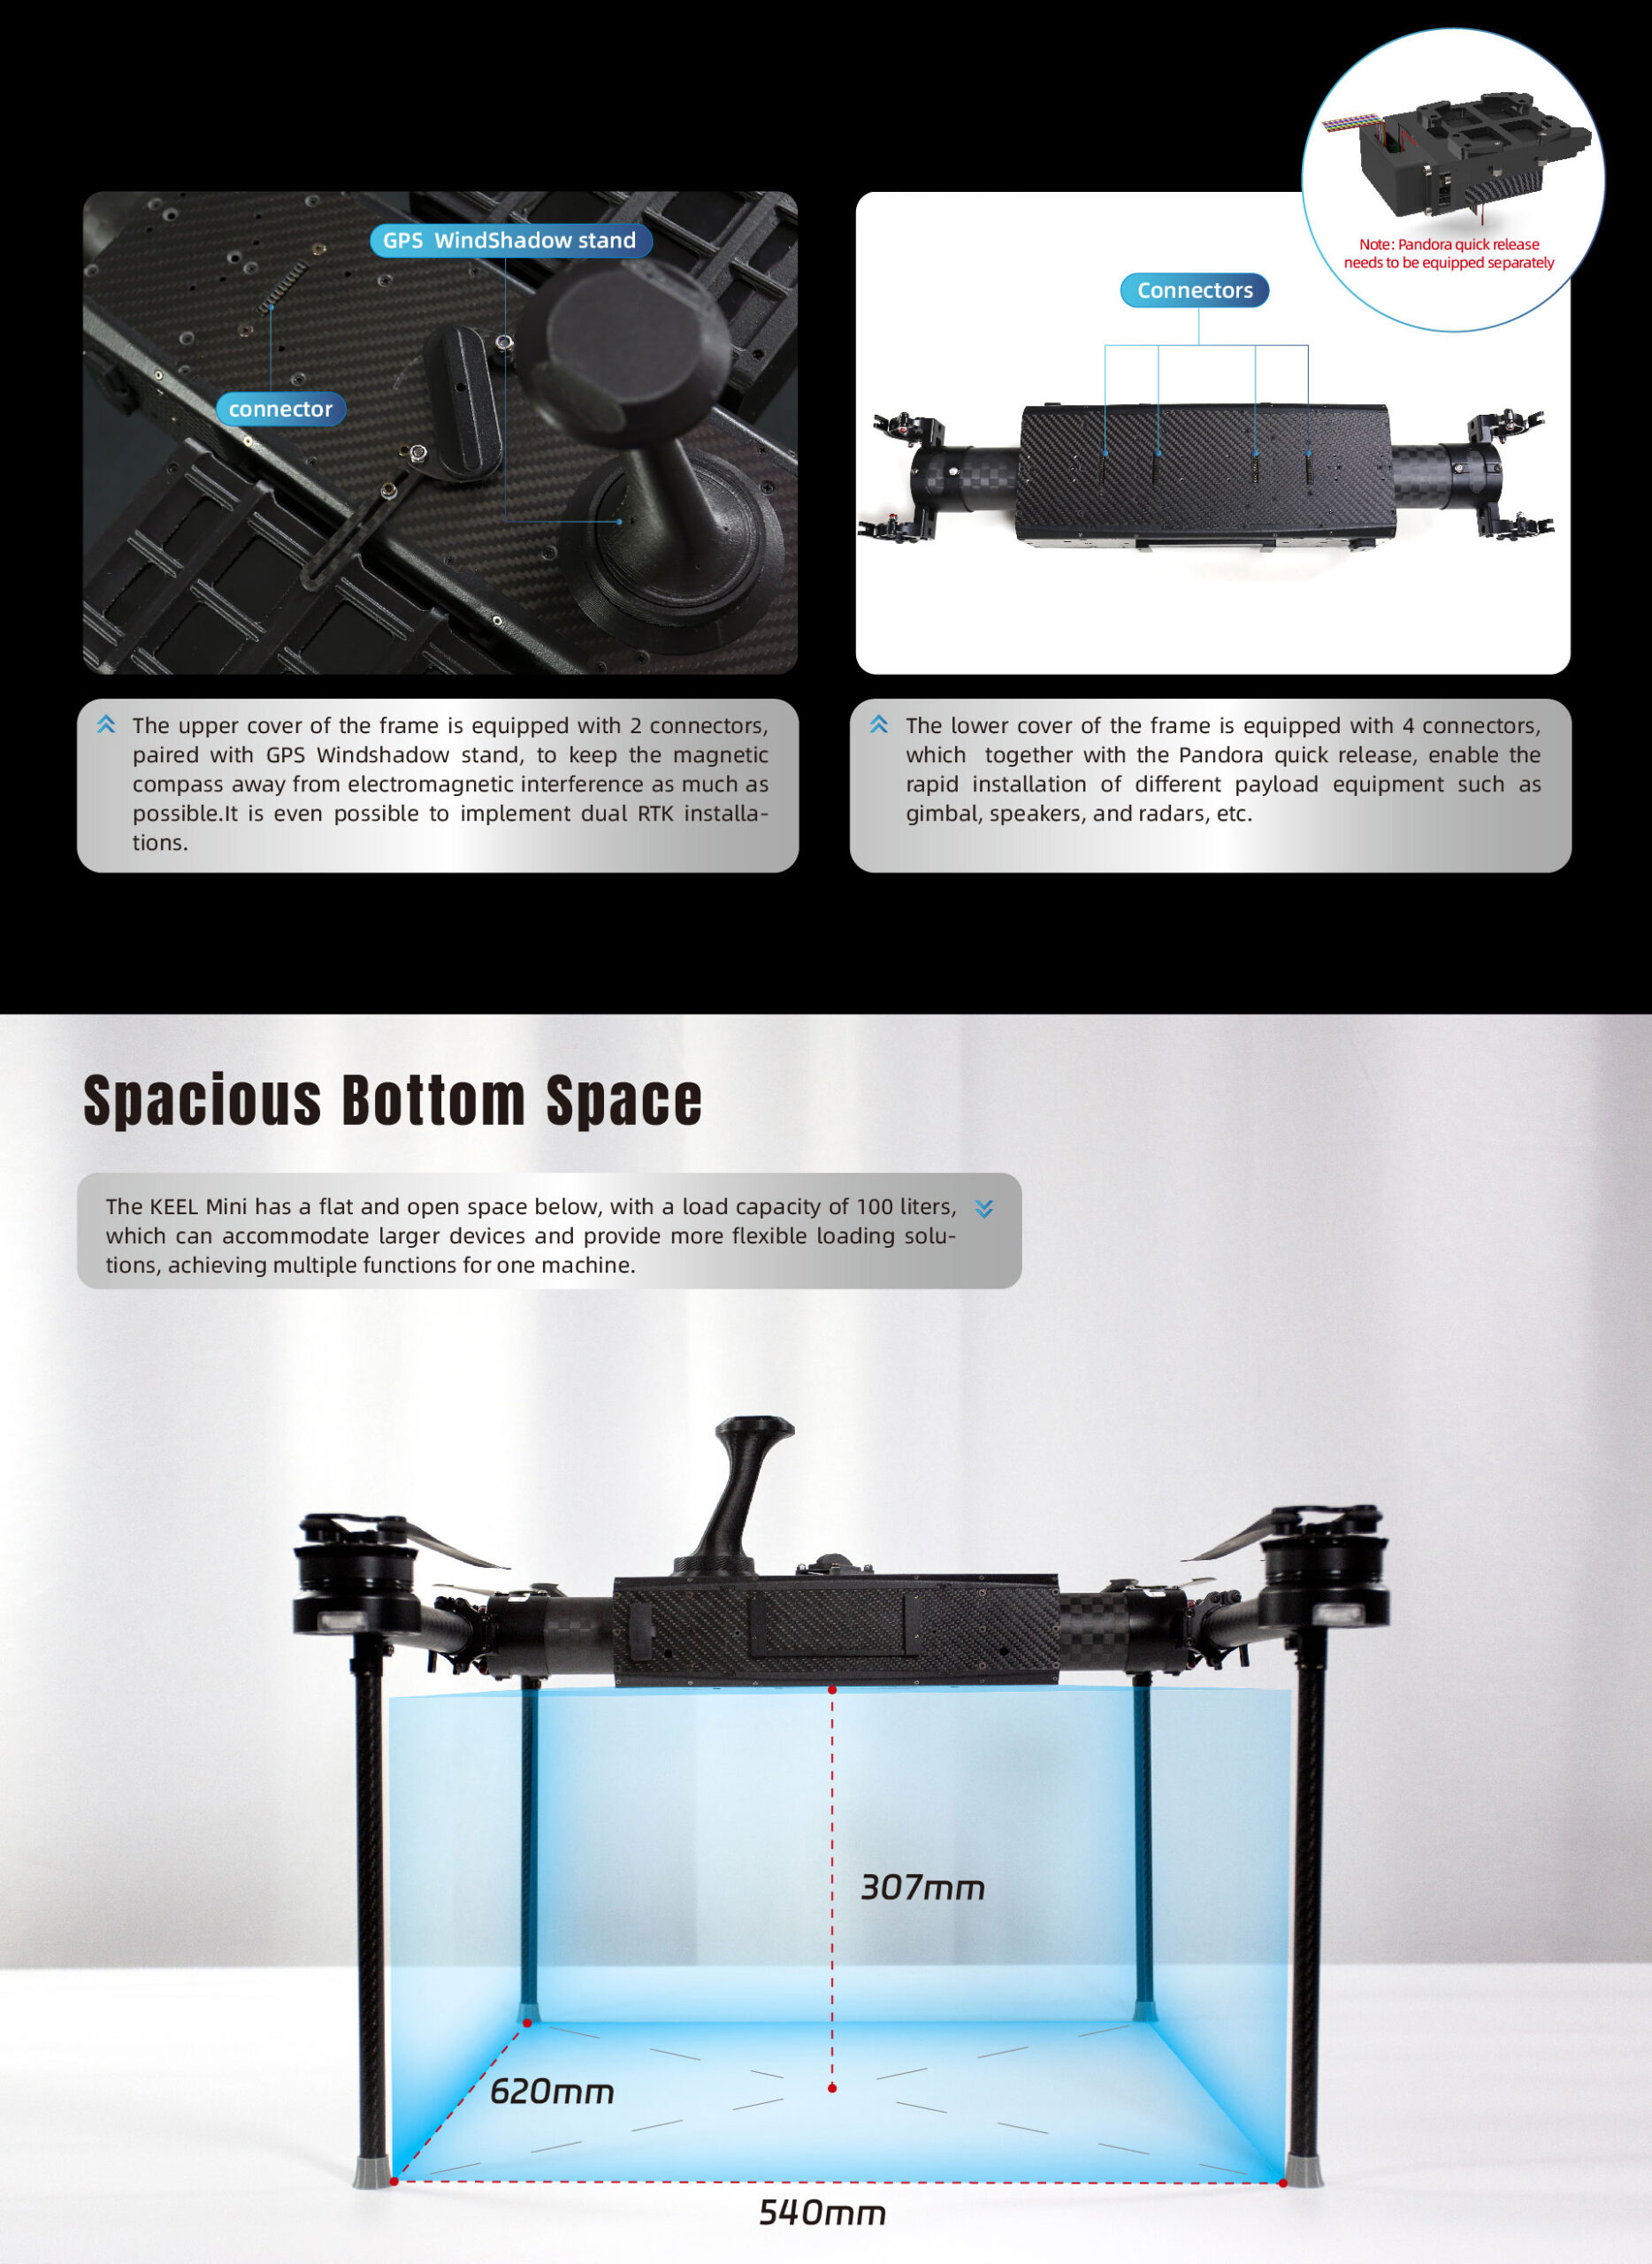 Note: Pandora quick release
needs to be equipped separately
GPS WindShadow stand
connector
Connectors
The upper cover of the frame is equipped with 2 connectors,
paired with GPS Windshadow stand, to keep the magnetic
compass away from electromagnetic interference as much as
possible.It is even possible to implement dual RTK installa-
tions.
The lower cover of the frame is equipped with 4 connectors,
which together with the Pandora quick release, enable the
rapid installation of different payload equipment such as
gimbal, speakers, and radars, etc.
Spacious Bottom Space
The KEEL Mini has a flat and open space below, with a load capacity of 100 liters,
which can accommodate larger devices and provide more flexible loading solu-
tions, achieving multiple functions for one machine.
307mm
620mm
540mm